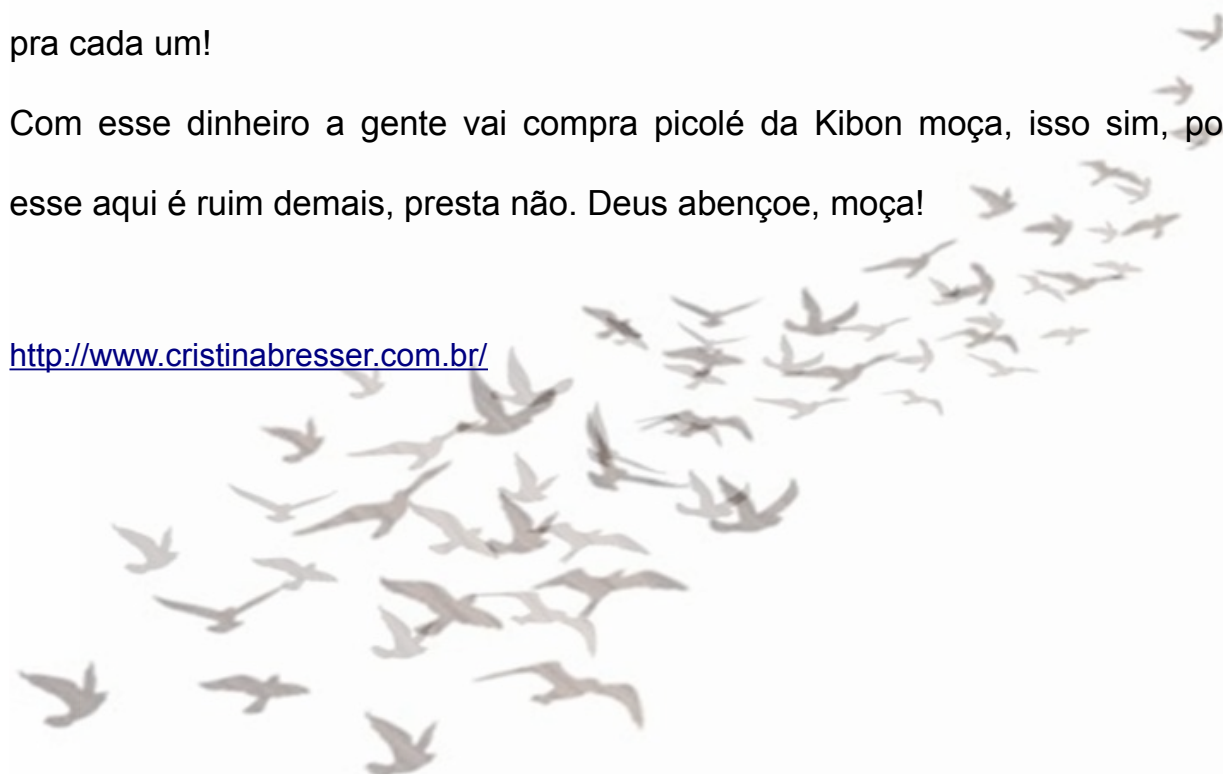 pra cada um!
Com esse dinheiro a gente vai compra picolé da Kibon moça, isso sim, po
esse aqui é ruim demais, presta não. Deus abençoe, moça!
http://www.cristinabresser.com.br/